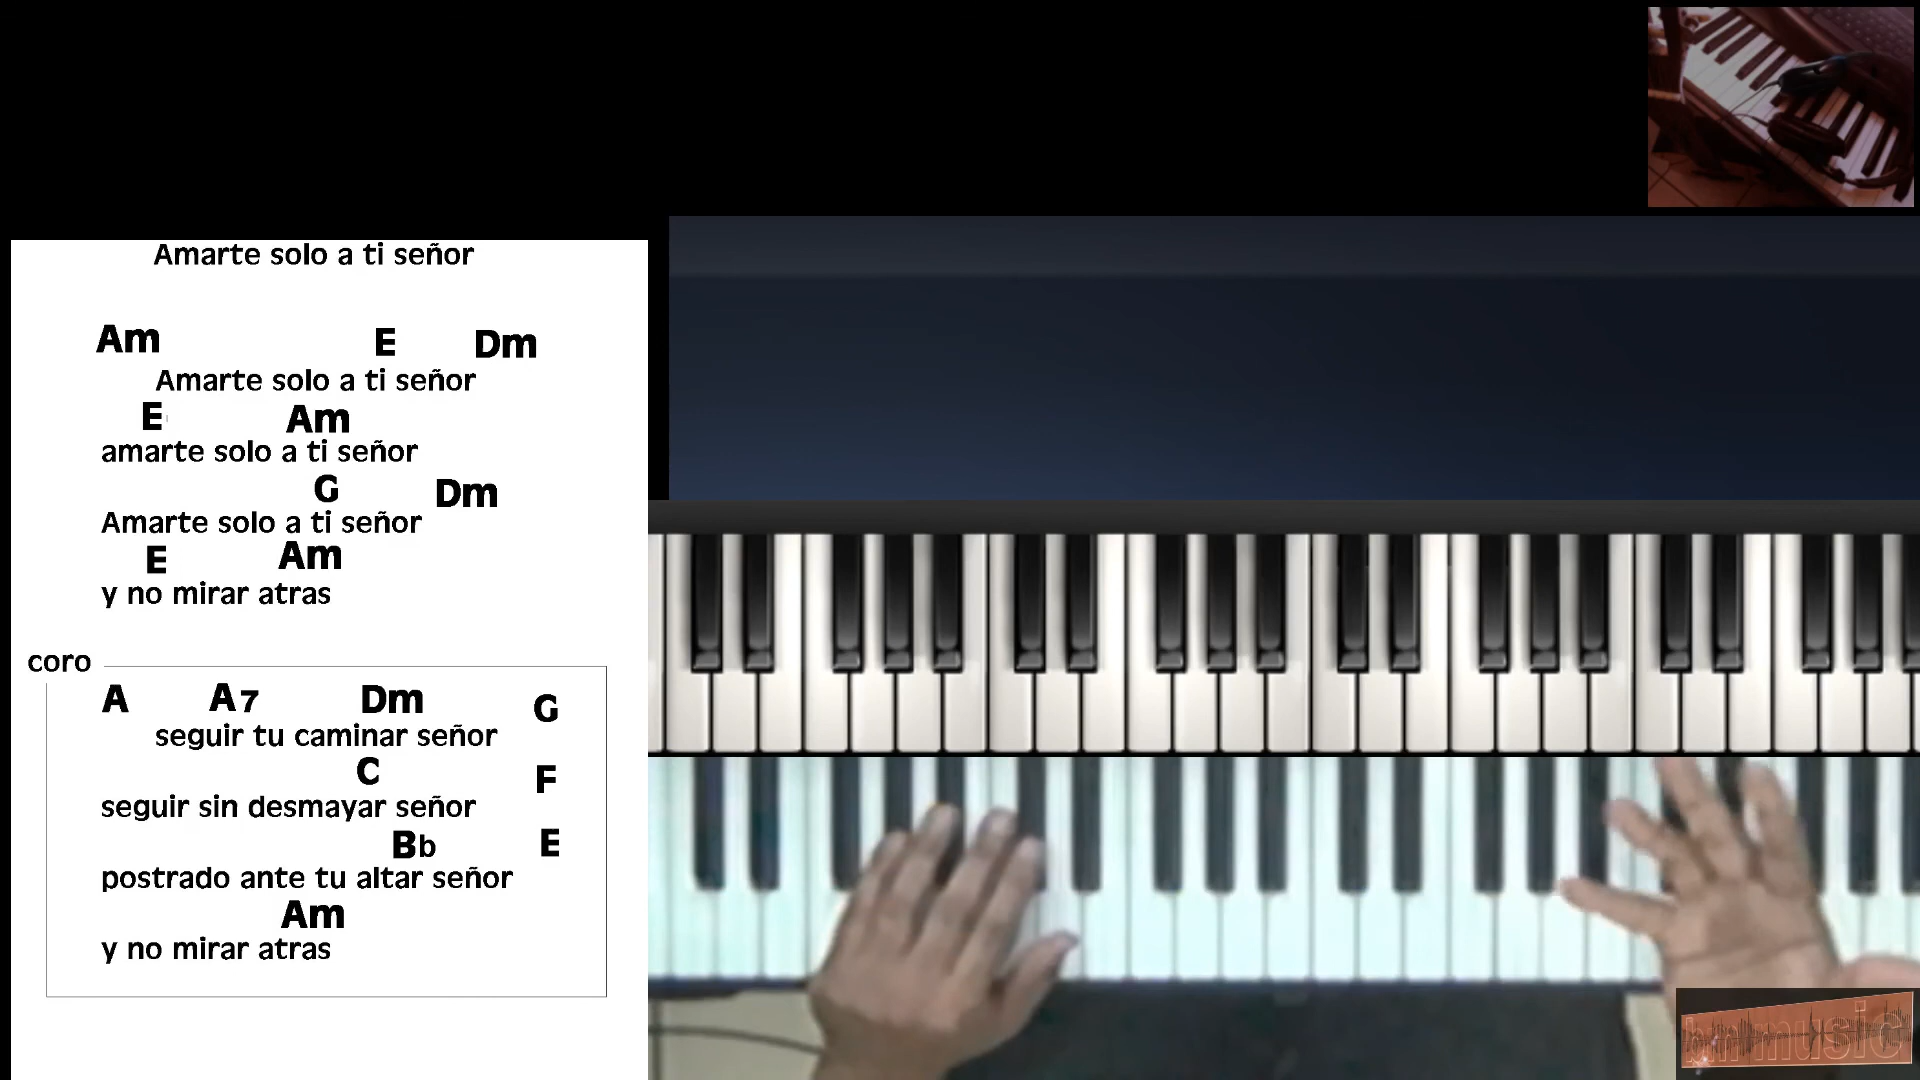 Amarte solo a ti señor
Am E Dm
Amarte solo a ti señor
E Am
amarte solo a ti señor
G Dm
Amarte solo a ti señor
E Am
y no mirar atras
coro
A A7 Dm G
seguir tu caminar señor
C F
seguir sin desmayar señor
Bb E
postrado ante tu altar señor
Am
y no mirar atras